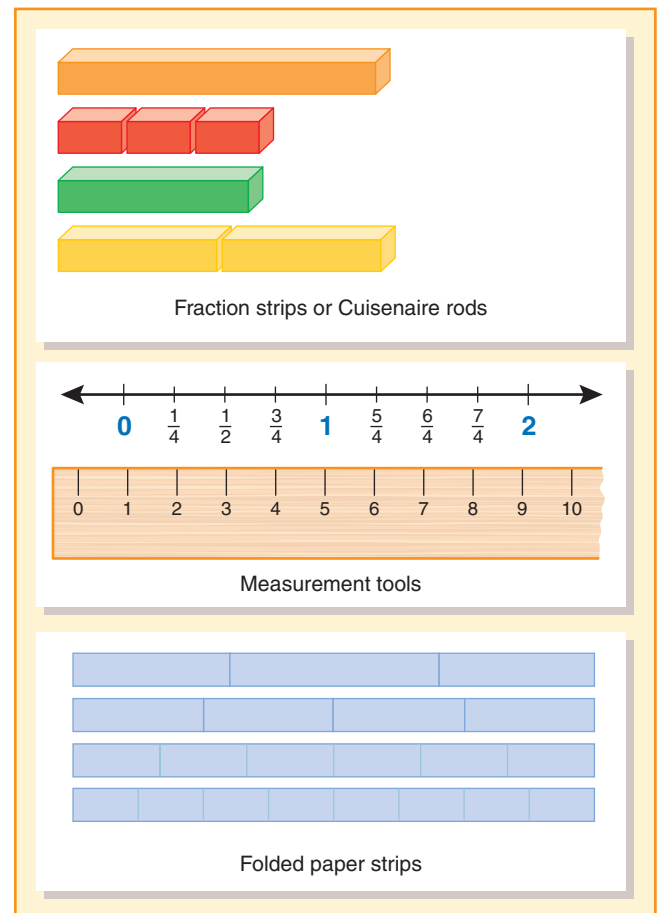 Fraction strips or Cuisenaire rods
0 1/4 1/2 3/4 1 5/4 6/4 7/4 2
0 1 2 3 4 5 6 7 8 9 10
Measurement tools
Folded paper strips